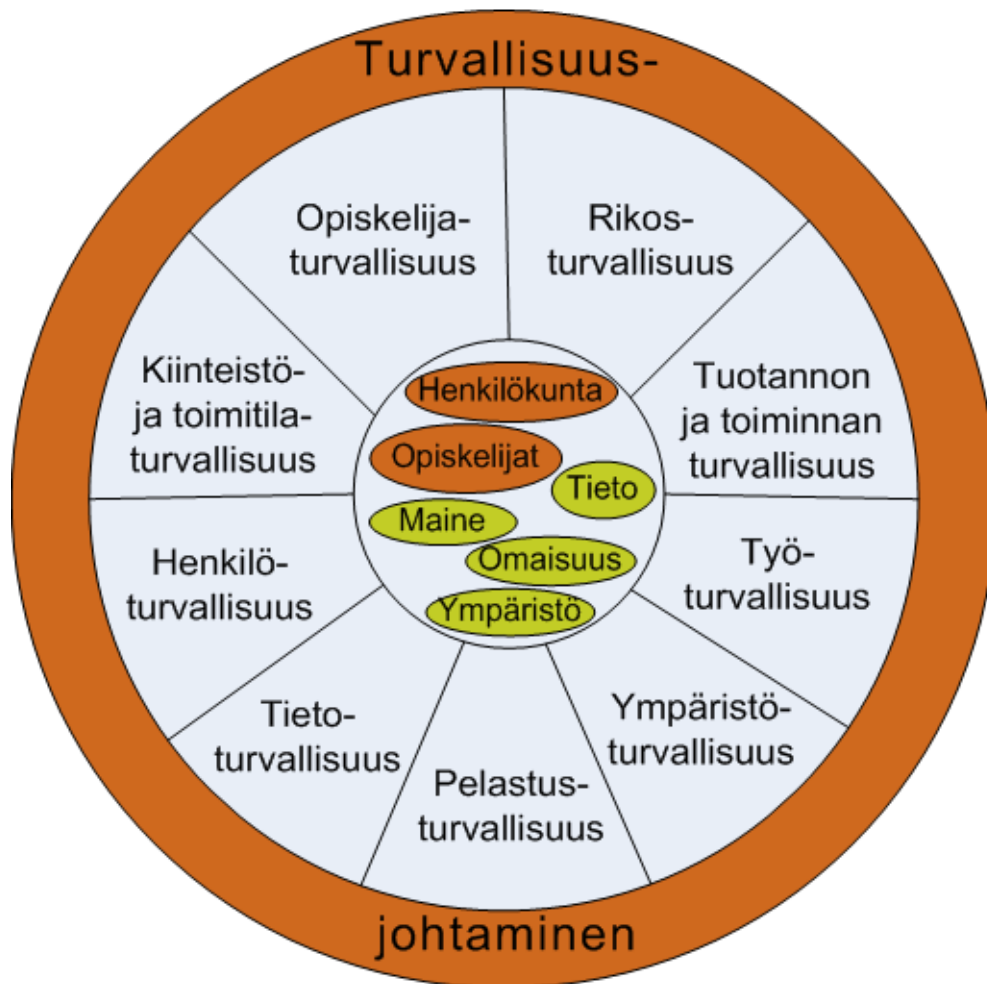 Turvallisuus-
Opiskelija-
turvallisuus
Rikos-
turvallisuus
Kiinteistö-
ja toimitila-
turvallisuus
Henkilökunta
Opiskelijat
Tieto
Maine
Omaisuus
Ympäristö
Tuotannon
ja toiminnan
turvallisuus
Henkilö-
turvallisuus
Työ-
turvallisuus
Tieto-
turvallisuus
Pelastus-
turvallisuus
Ympäristö-
turvallisuus
johtaminen